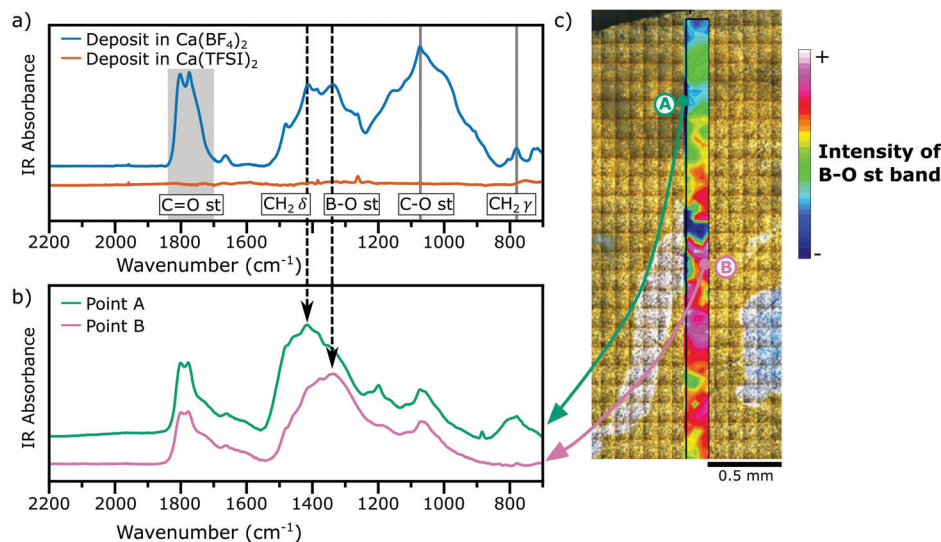 a)
Deposit in Ca(BF₄)₂
Deposit in Ca(TFSI)₂
IR Absorbance
C=O st
CH₂ δ
B-O st
C-O st
CH₂ γ
2200 2000 1800 1600 1400 1200 1000 800
Wavenumber (cm⁻¹)
b)
Point A
Point B
IR Absorbance
2200 2000 1800 1600 1400 1200 1000 800
Wavenumber (cm⁻¹)
c)
A
B
0.5 mm
+
-
Intensity of
B-O st band